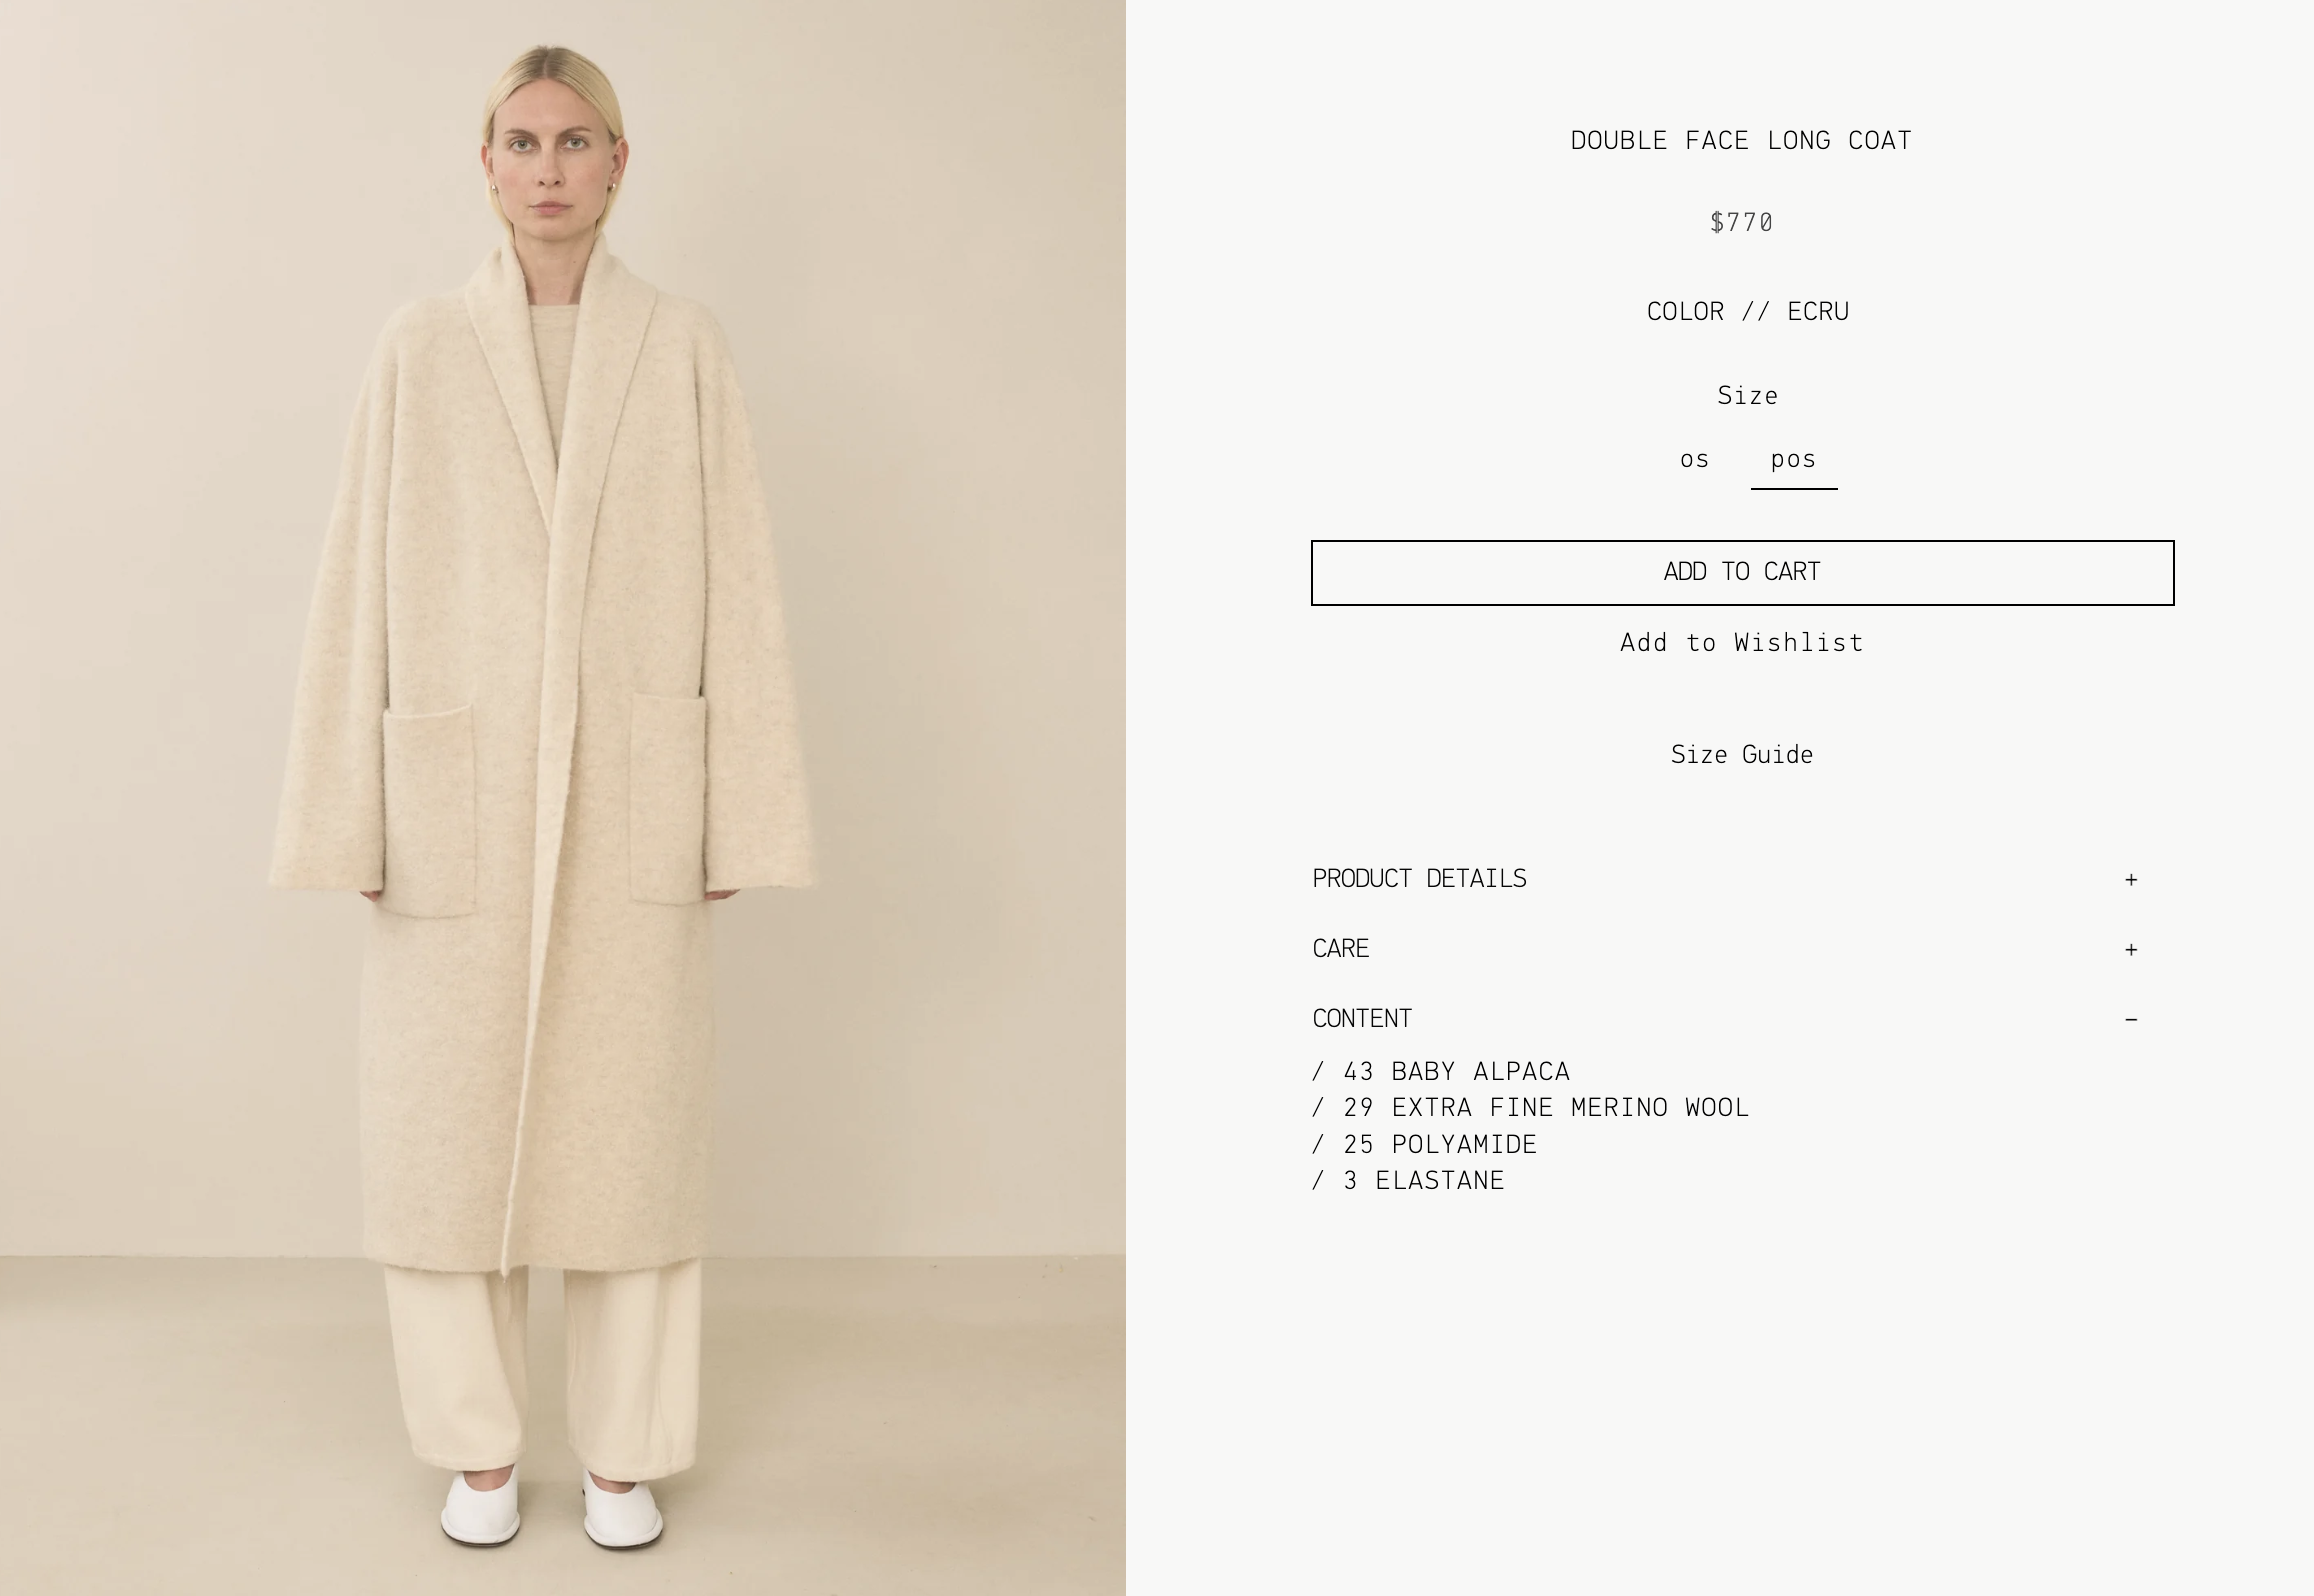 DOUBLE FACE LONG COAT
$770
COLOR // ECRU
Size
os pos
ADD TO CART
Add to Wishlist
Size Guide
PRODUCT DETAILS +
CARE +
CONTENT −
/ 43 BABY ALPACA
/ 29 EXTRA FINE MERINO WOOL
/ 25 POLYAMIDE
/ 3 ELASTANE